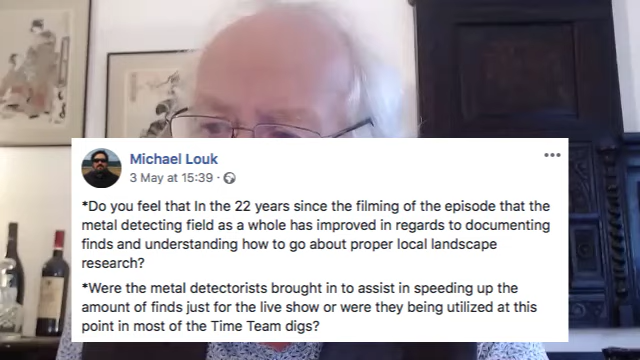 Michael Louk
3 May at 15:39 ·
*Do you feel that In the 22 years since the filming of the episode that the
metal detecting field as a whole has improved in regards to documenting
finds and understanding how to go about proper local landscape
research?
*Were the metal detectorists brought in to assist in speeding up the
amount of finds just for the live show or were they being utilized at this
point in most of the Time Team digs?